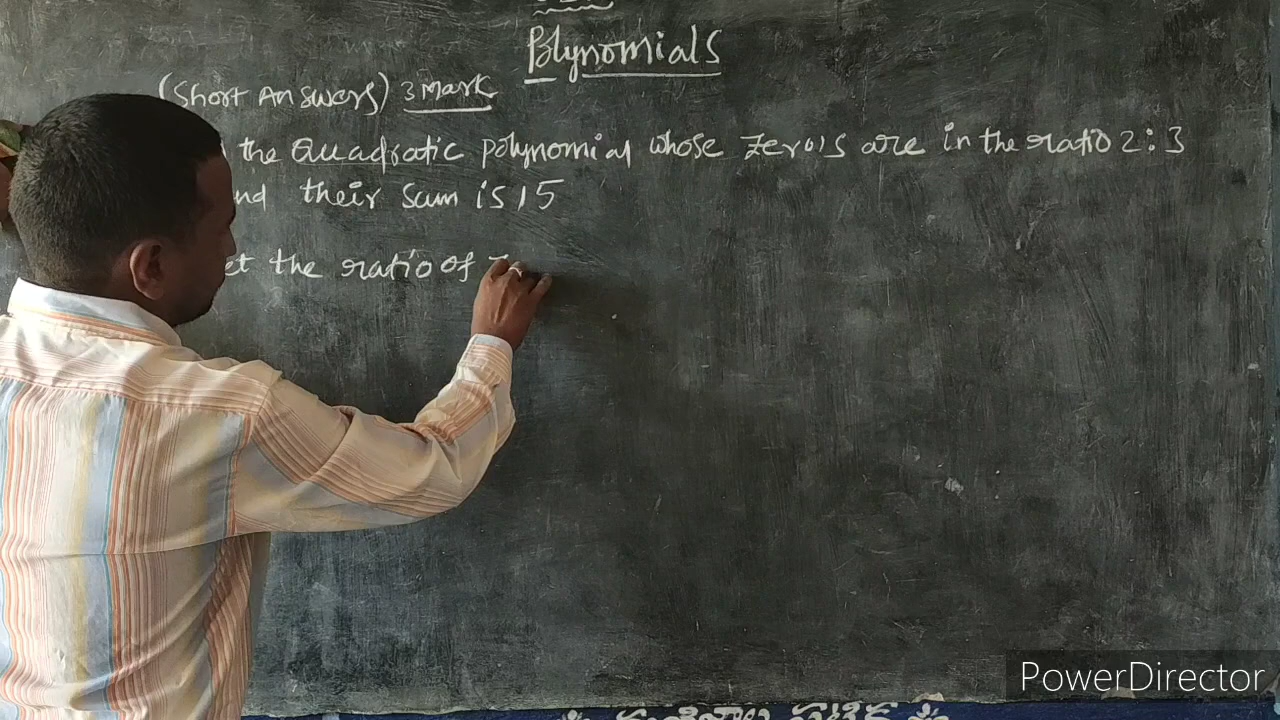 Polynomials
(Short Answers) 3 Mark
the Quadratic polynomial whose zero's are in the ratio 2:3
nd their sum is 15
et the ratio of
PowerDirector